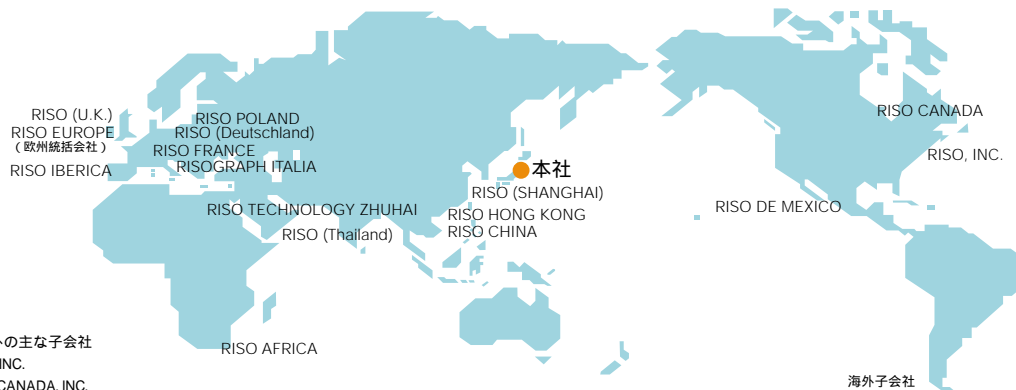 RISO (U.K.)
RISO EUROPE
（欧州統括会社）
RISO IBERICA
RISO POLAND
RISO (Deutschland)
RISO FRANCE
RISOGRAPH ITALIA
RISO TECHNOLOGY ZHUHAI
RISO (Thailand)
RISO AFRICA
本社
RISO (SHANGHAI)
RISO HONG KONG
RISO CHINA
RISO CANADA
RISO, INC.
RISO DE MEXICO
の主な子会社
INC.
CANADA, INC.
海外子会社